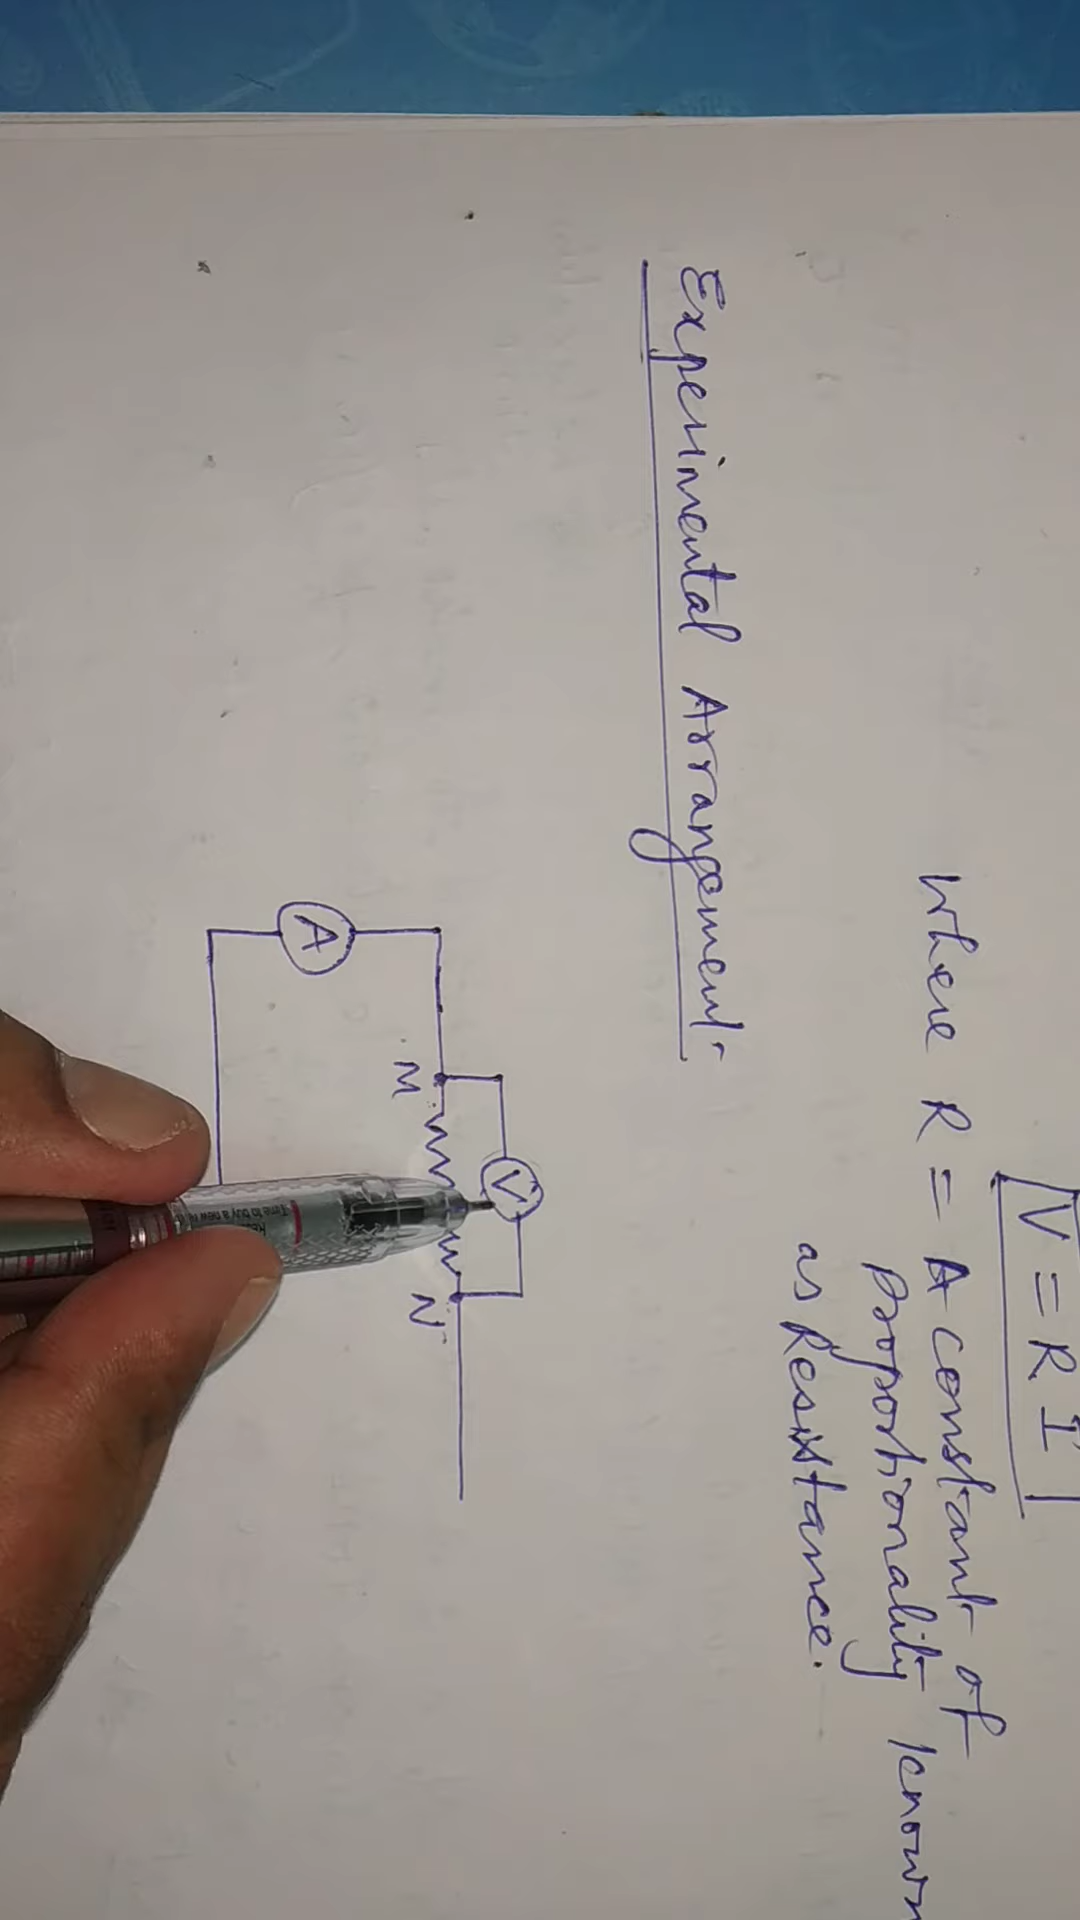 V = R I
Where R = A constant of
proportionality known
as Resistance.
Experimental Arrangement:
V
M
N
A